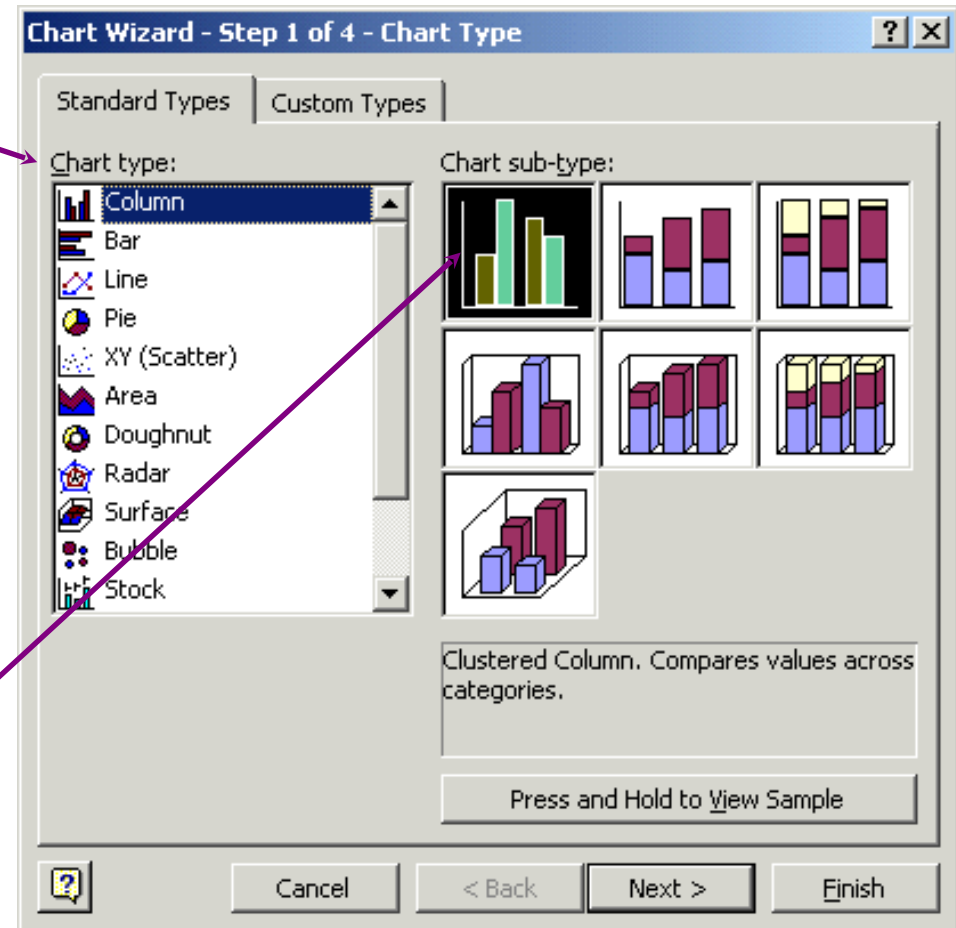 Chart Wizard - Step 1 of 4 - Chart Type
Standard Types
Custom Types
Chart type:
Column
Bar
Line
Pie
XY (Scatter)
Area
Doughnut
Radar
Surface
Bubble
Stock
Chart sub-type:
Clustered Column. Compares values across
categories.
Press and Hold to View Sample
Cancel
< Back
Next >
Finish